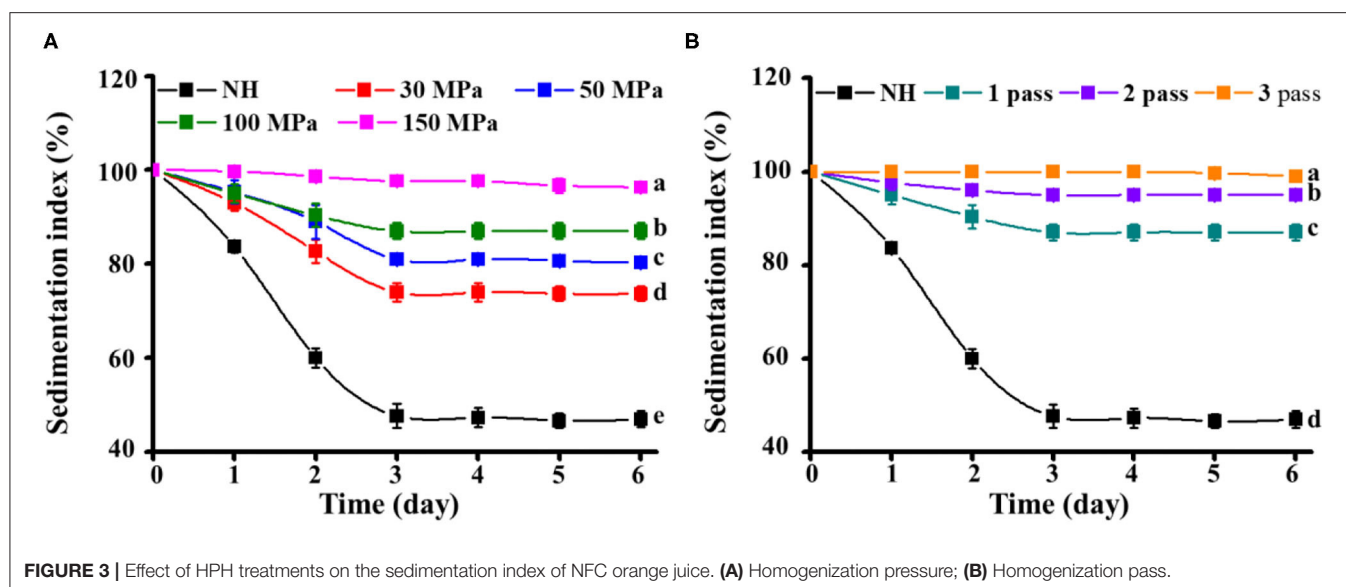 A
120
100
80
60
40
Sedimentation index (%)
NH 30 MPa 50 MPa
100 MPa 150 MPa
a
b
c
d
e
0 1 2 3 4 5 6
Time (day)
B
120
100
80
60
40
Sedimentation index (%)
NH 1 pass 2 pass 3 pass
a
b
c
d
0 1 2 3 4 5 6
Time (day)
FIGURE 3 | Effect of HPH treatments on the sedimentation index of NFC orange juice. (A) Homogenization pressure; (B) Homogenization pass.